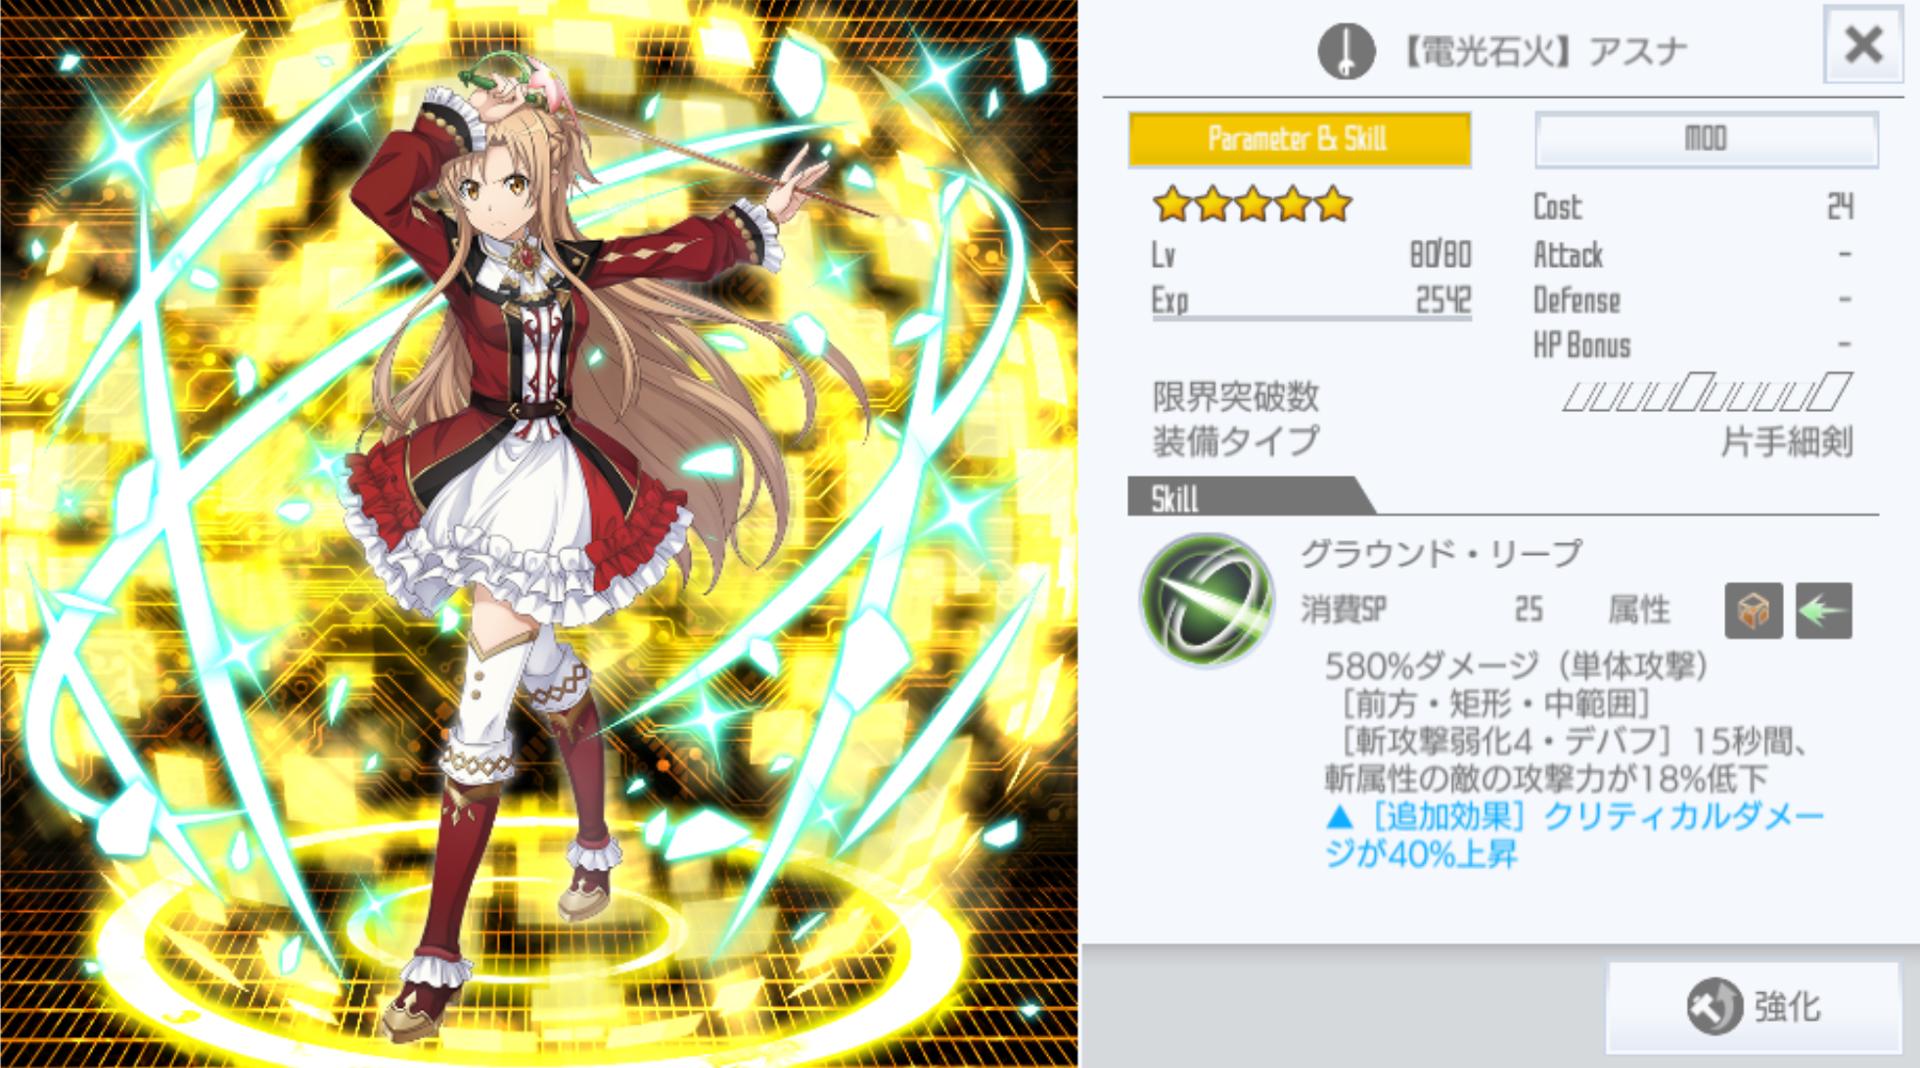 【電光石火】アスナ
Parameter & Skill
MOD
Lv 80/80
Exp 2542
Cost 24
Attack -
Defense -
HP Bonus -
限界突破数
装備タイプ 片手細剣
Skill
グラウンド・リープ
消費SP 25 属性
580%ダメージ（単体攻撃）
［前方・矩形・中範囲］
［斬攻撃弱化4・デバフ］15秒間、
斬属性の敵の攻撃力が18%低下
▲［追加効果］クリティカルダメー
ジが40%上昇
強化